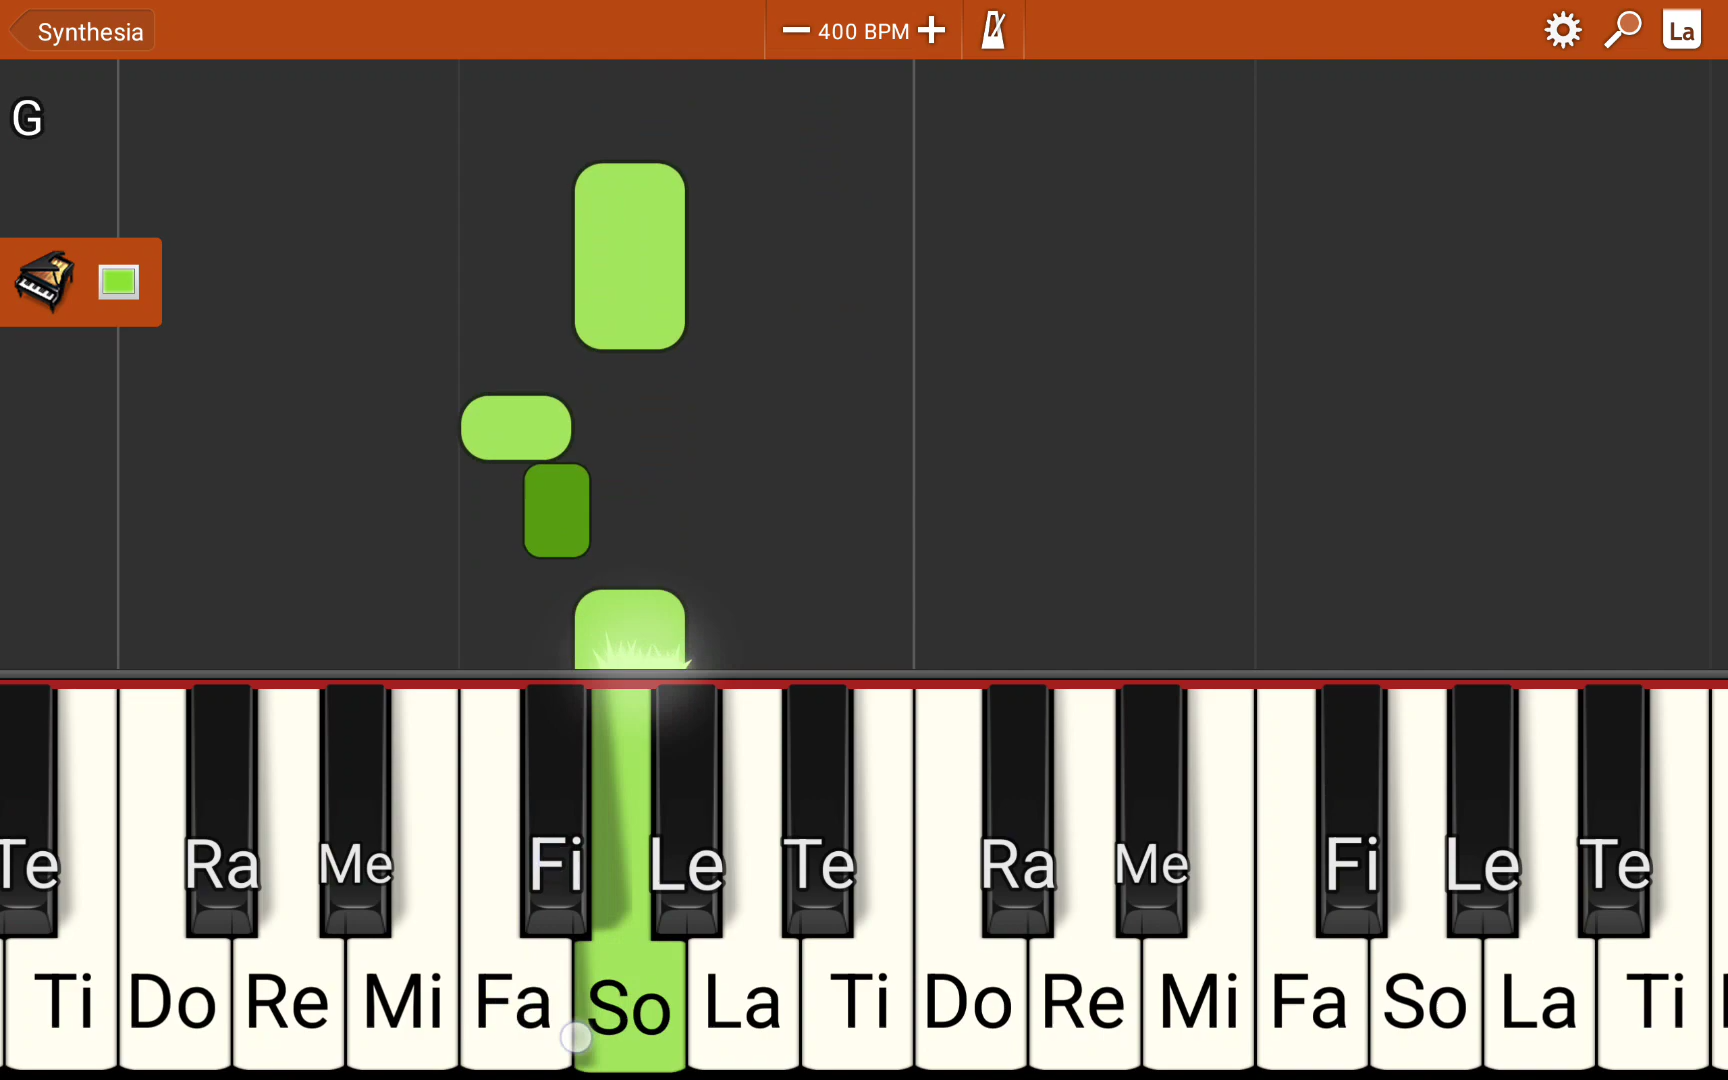 Synthesia
400 BPM
La
G
Te Ra Me Fi Le Te Ra Me Fi Le Te
Ti Do Re Mi Fa So La Ti Do Re Mi Fa So La Ti